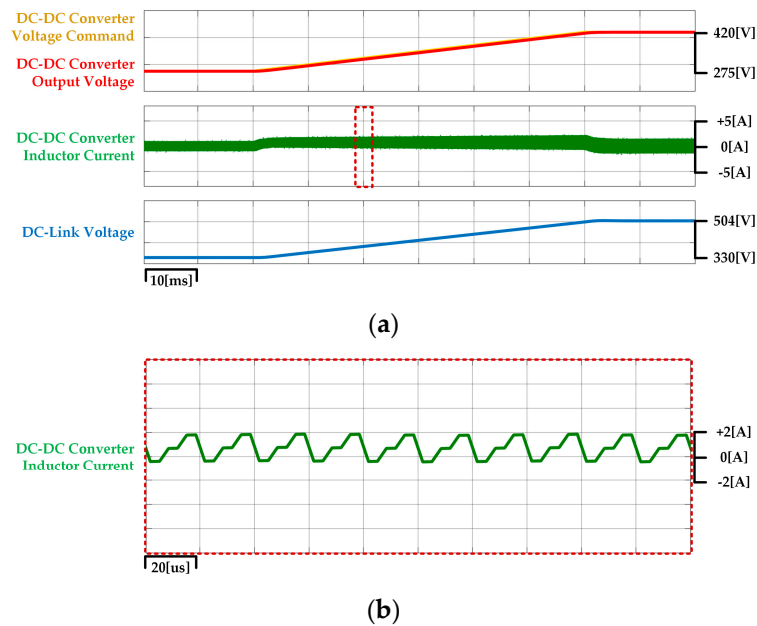 DC-DC Converter
Voltage Command
DC-DC Converter
Output Voltage
420[V]
275[V]
DC-DC Converter
Inductor Current
+5[A]
0[A]
-5[A]
DC-Link Voltage
504[V]
330[V]
10[ms]
(a)
DC-DC Converter
Inductor Current
+2[A]
0[A]
-2[A]
20[us]
(b)